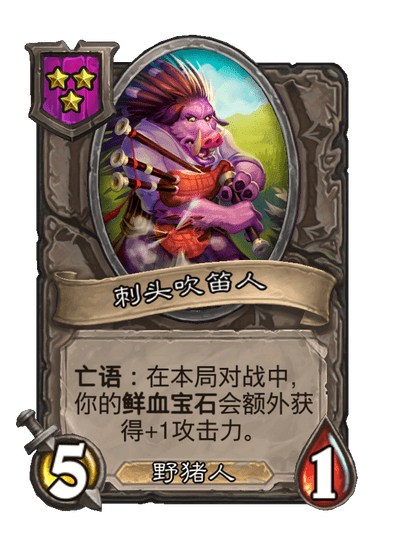 刺头吹笛人
亡语：在本局对战中，
你的鲜血宝石会额外获
得+1攻击力。
5
野猪人
1